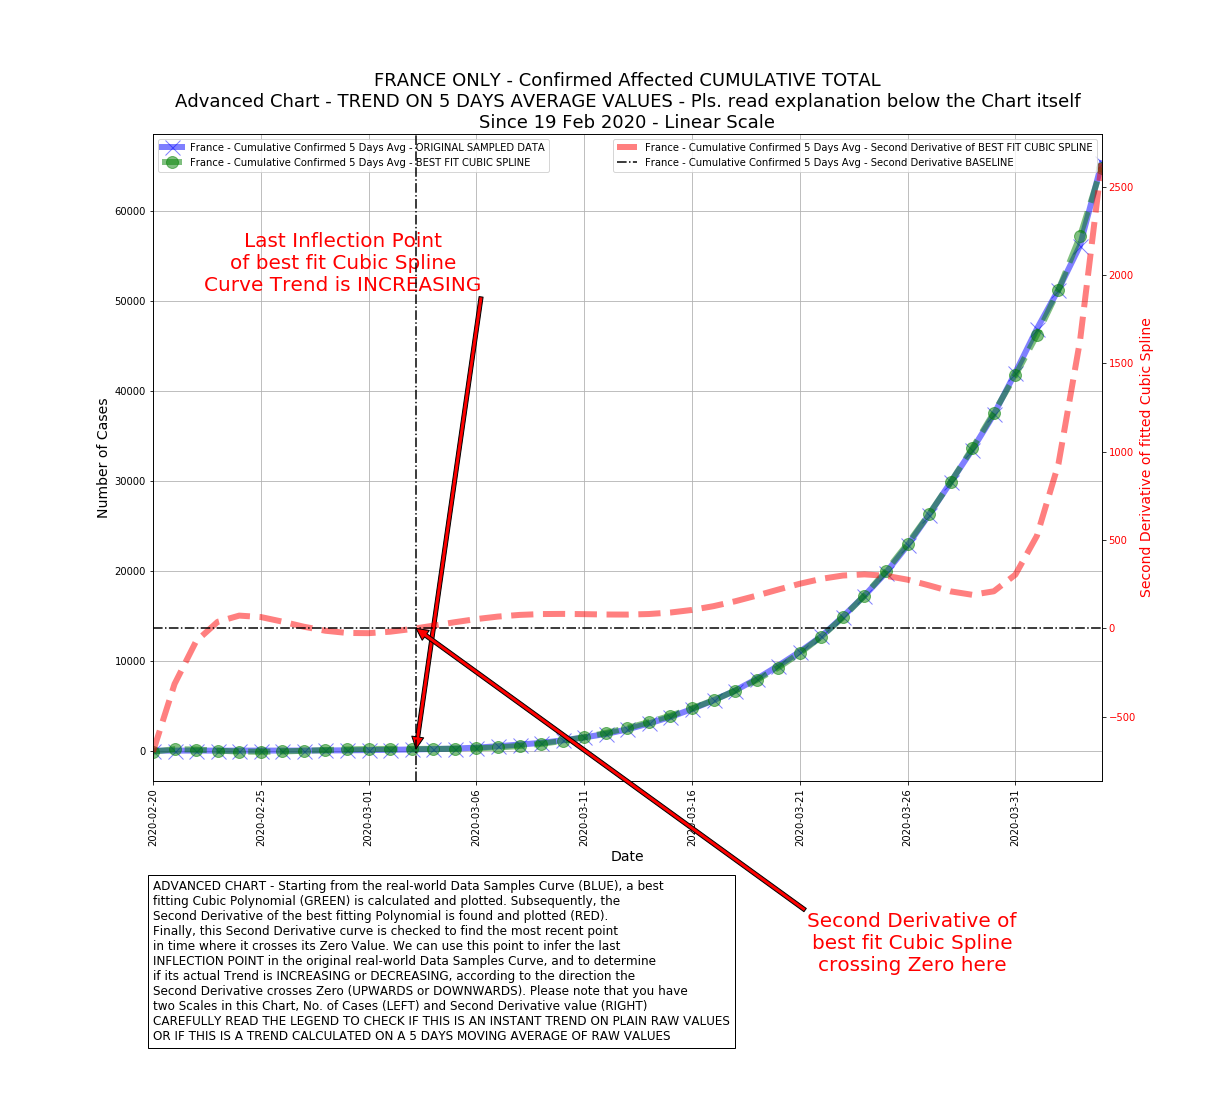 FRANCE ONLY - Confirmed Affected CUMULATIVE TOTAL
Advanced Chart - TREND ON 5 DAYS AVERAGE VALUES - Pls. read explanation below the Chart itself
Since 19 Feb 2020 - Linear Scale
France - Cumulative Confirmed 5 Days Avg - ORIGINAL SAMPLED DATA
France - Cumulative Confirmed 5 Days Avg - BEST FIT CUBIC SPLINE
France - Cumulative Confirmed 5 Days Avg - Second Derivative of BEST FIT CUBIC SPLINE
France - Cumulative Confirmed 5 Days Avg - Second Derivative BASELINE
Last Inflection Point
of best fit Cubic Spline
Curve Trend is INCREASING
Number of Cases
60000
50000
40000
30000
20000
10000
0
2500
2000
1500
1000
500
0
−500
Second Derivative of fitted Cubic Spline
2020-02-20
2020-02-25
2020-03-01
2020-03-06
2020-03-11
2020-03-16
2020-03-21
2020-03-26
2020-03-31
Date
ADVANCED CHART - Starting from the real-world Data Samples Curve (BLUE), a best
fitting Cubic Polynomial (GREEN) is calculated and plotted. Subsequently, the
Second Derivative of the best fitting Polynomial is found and plotted (RED).
Finally, this Second Derivative curve is checked to find the most recent point
in time where it crosses its Zero Value. We can use this point to infer the last
INFLECTION POINT in the original real-world Data Samples Curve, and to determine
if its actual Trend is INCREASING or DECREASING, according to the direction the
Second Derivative crosses Zero (UPWARDS or DOWNWARDS). Please note that you have
two Scales in this Chart, No. of Cases (LEFT) and Second Derivative value (RIGHT)
CAREFULLY READ THE LEGEND TO CHECK IF THIS IS AN INSTANT TREND ON PLAIN RAW VALUES
OR IF THIS IS A TREND CALCULATED ON A 5 DAYS MOVING AVERAGE OF RAW VALUES
Second Derivative of
best fit Cubic Spline
crossing Zero here